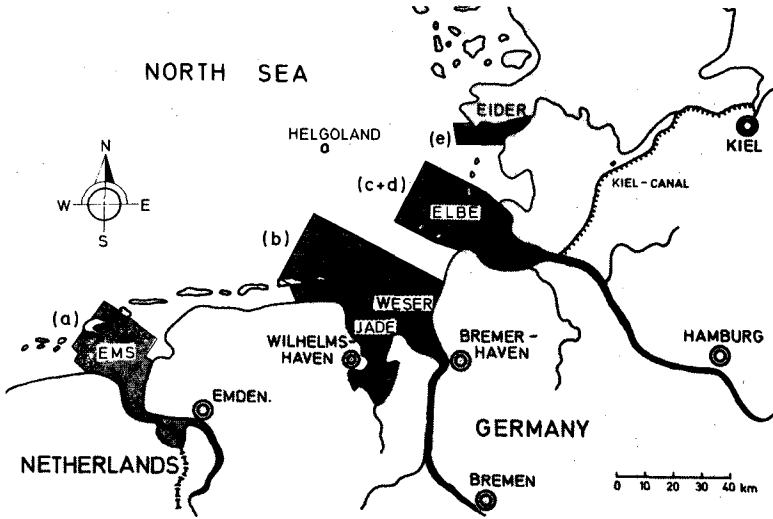 NORTH SEA
EIDER
(e)
HELGOLAND
KIEL
N
W E
S
(c+d)
KIEL-CANAL
ELBE
(b)
(a)
WESER
JADE
EMS
WILHELMS-
HAVEN
BREMER-
HAVEN
HAMBURG
EMDEN.
GERMANY
NETHERLANDS
BREMEN
0 10 20 30 40 km